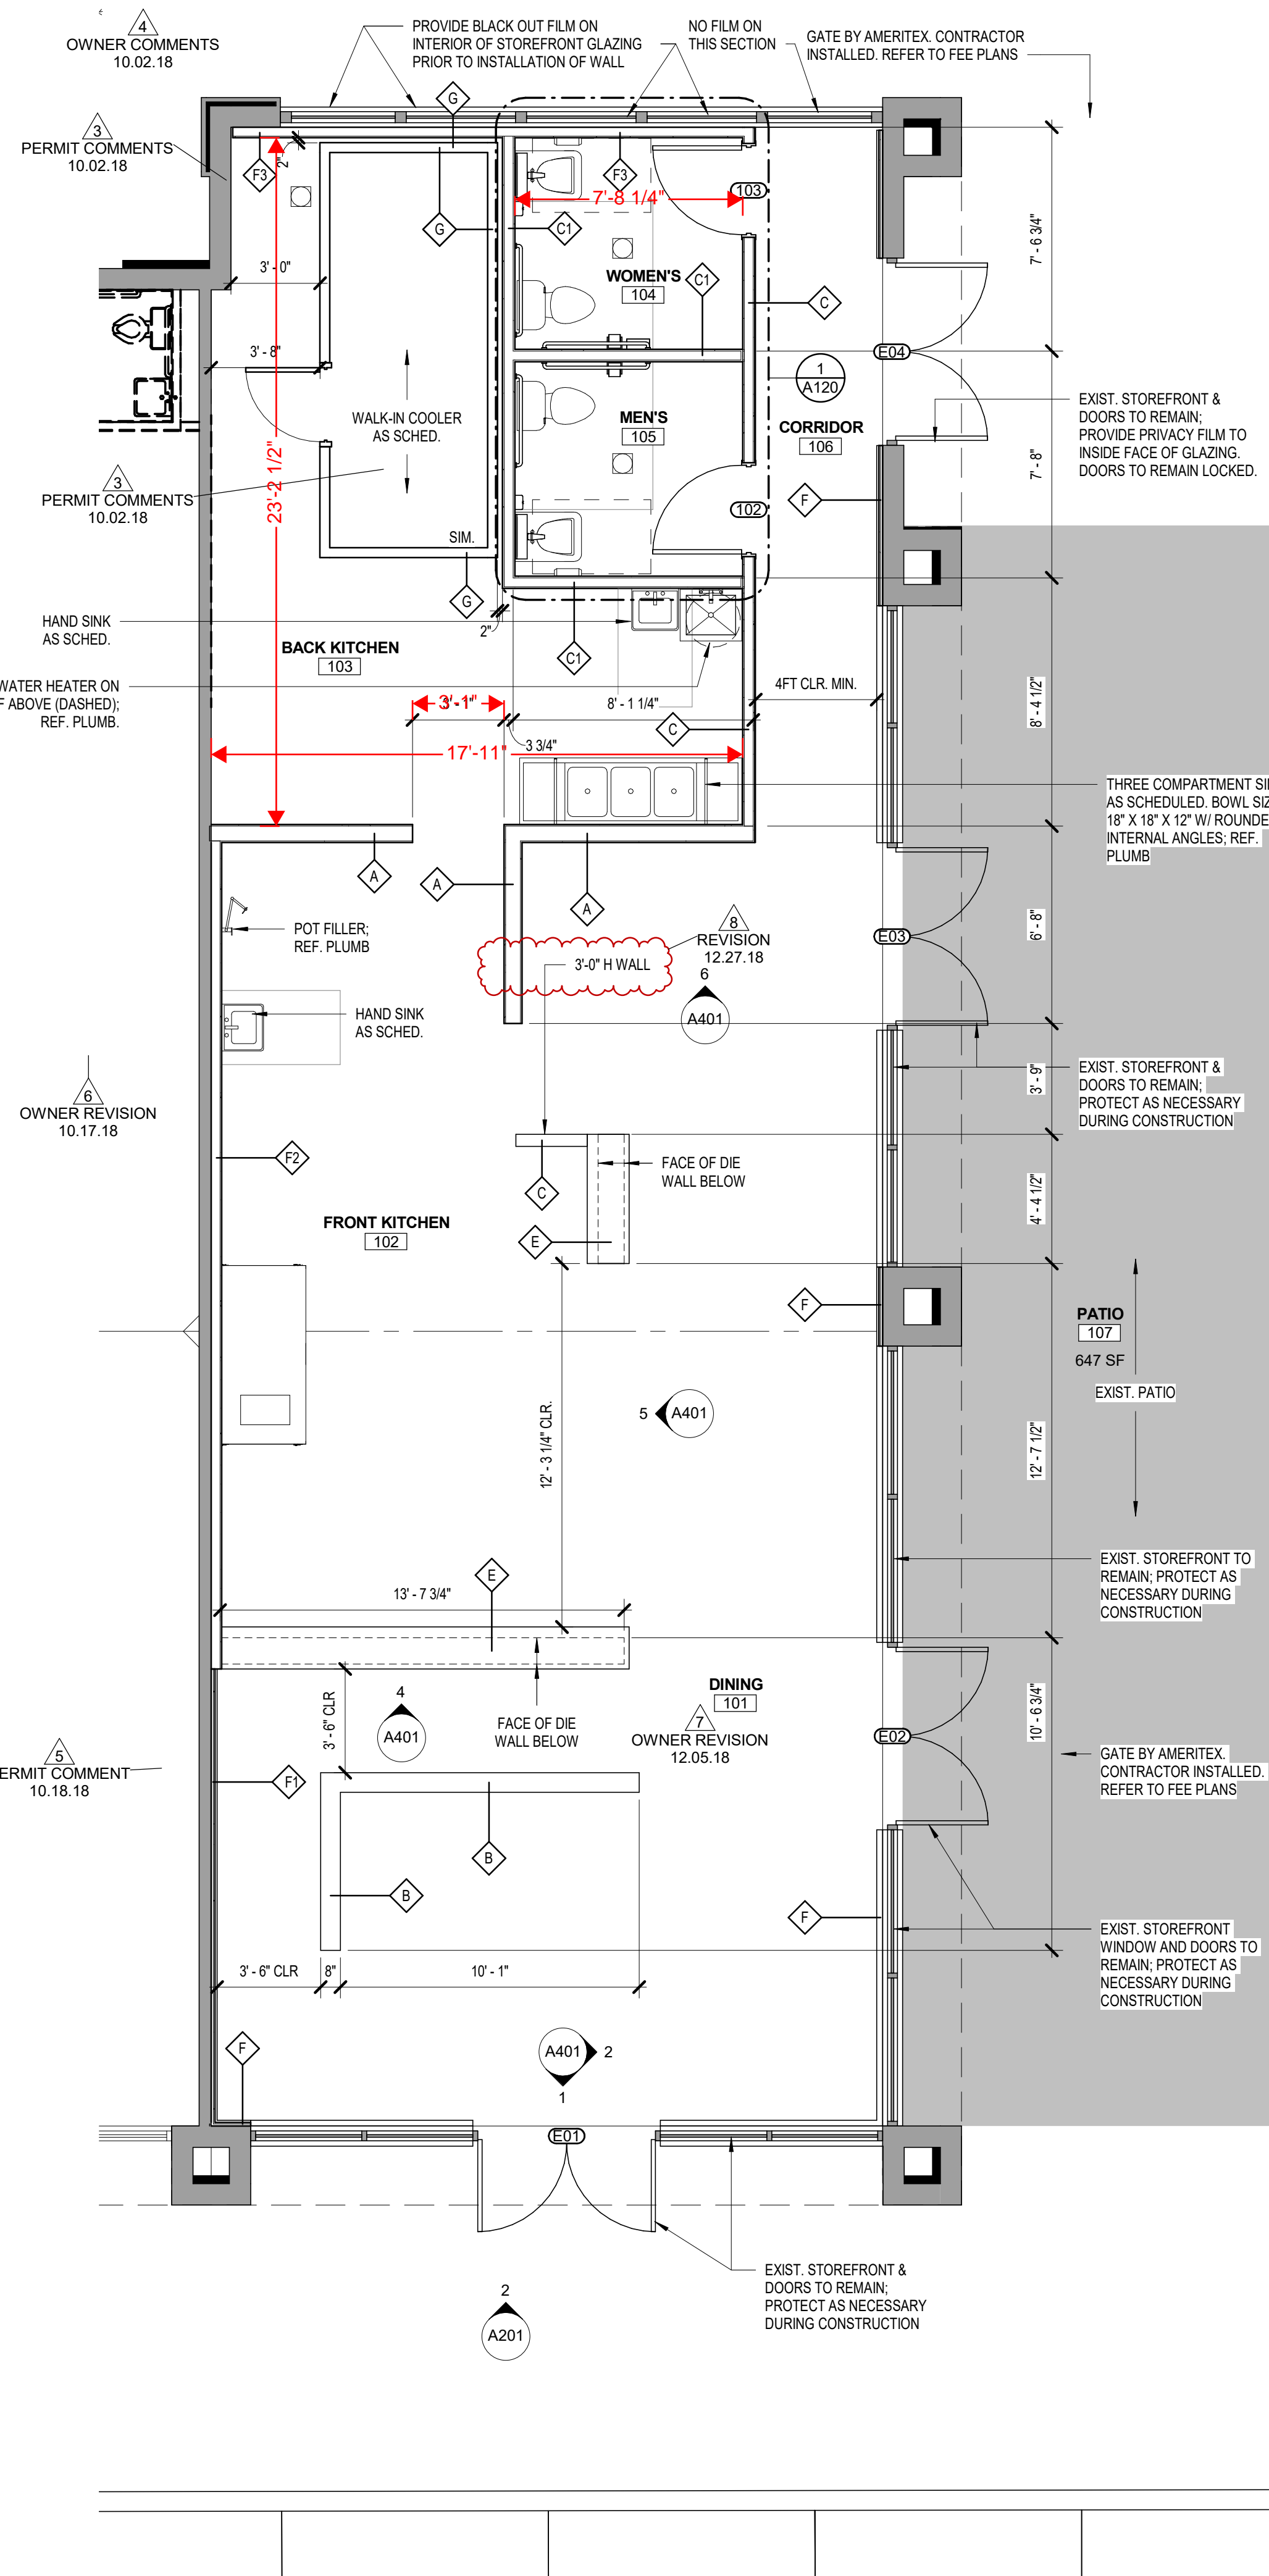 4
OWNER COMMENTS
10.02.18
PROVIDE BLACK OUT FILM ON
INTERIOR OF STOREFRONT GLAZING
PRIOR TO INSTALLATION OF WALL
NO FILM ON
THIS SECTION
GATE BY AMERITEX. CONTRACTOR
INSTALLED. REFER TO FEE PLANS
3
PERMIT COMMENTS
10.02.18
G
F3
2"
F3
103
7'-8 1/4"
G
C1
7' - 6 3/4"
3' - 0"
WOMEN'S
104
C1
C
3' - 8"
E04
1
A120
WALK-IN COOLER
AS SCHED.
MEN'S
105
CORRIDOR
106
EXIST. STOREFRONT &
DOORS TO REMAIN;
PROVIDE PRIVACY FILM TO
INSIDE FACE OF GLAZING.
DOORS TO REMAIN LOCKED.
7' - 8"
23'-2 1/2"
3
PERMIT COMMENTS
10.02.18
102
F
SIM.
G
HAND SINK
AS SCHED.
2"
BACK KITCHEN
103
C1
WATER HEATER ON
F ABOVE (DASHED);
REF. PLUMB.
4FT CLR. MIN.
8' - 4 1/2"
3'-1"
3' - 1"
8' - 1 1/4"
C
3 3/4"
17'-11"
THREE COMPARTMENT SI
AS SCHEDULED. BOWL SIZ
18" X 18" X 12" W/ ROUNDE
INTERNAL ANGLES; REF.
PLUMB
A
A
A
POT FILLER;
REF. PLUMB
8
REVISION
12.27.18
3'-0" H WALL
6
A401
E03
6' - 8"
HAND SINK
AS SCHED.
6
OWNER REVISION
10.17.18
3' - 9"
EXIST. STOREFRONT &
DOORS TO REMAIN;
PROTECT AS NECESSARY
DURING CONSTRUCTION
F2
FACE OF DIE
WALL BELOW
C
4' - 4 1/2"
FRONT KITCHEN
102
E
F
PATIO
107
647 SF
EXIST. PATIO
5
A401
12' - 3 1/4" CLR.
12' - 7 1/2"
EXIST. STOREFRONT TO
REMAIN; PROTECT AS
NECESSARY DURING
CONSTRUCTION
E
13' - 7 3/4"
DINING
101
7
OWNER REVISION
12.05.18
3' - 6" CLR
4
A401
FACE OF DIE
WALL BELOW
E02
10' - 6 3/4"
GATE BY AMERITEX.
CONTRACTOR INSTALLED.
REFER TO FEE PLANS
5
ERMIT COMMENT
10.18.18
F1
B
B
F
EXIST. STOREFRONT
WINDOW AND DOORS TO
REMAIN; PROTECT AS
NECESSARY DURING
CONSTRUCTION
3' - 6" CLR
8"
10' - 1"
F
A401
2
1
E01
EXIST. STOREFRONT &
DOORS TO REMAIN;
PROTECT AS NECESSARY
DURING CONSTRUCTION
2
A201